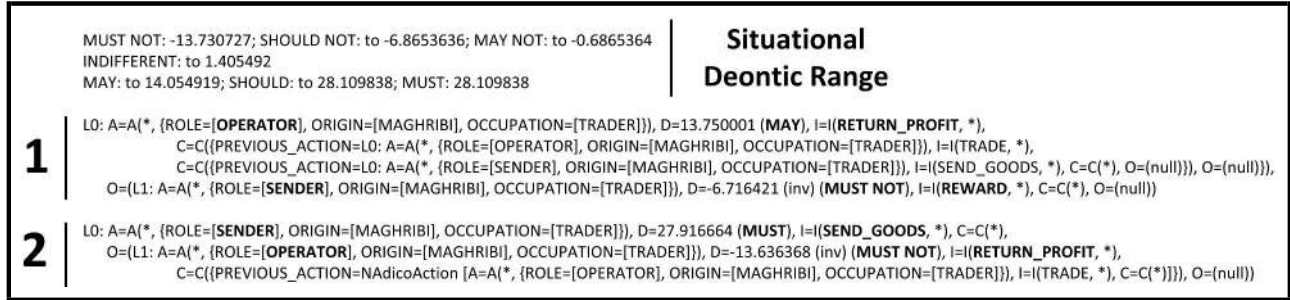 MUST NOT: -13.730727; SHOULD NOT: to -6.8653636; MAY NOT: to -0.6865364
INDIFFERENT: to 1.405492
MAY: to 14.054919; SHOULD: to 28.109838; MUST: 28.109838
Situational
Deontic Range
1
L0: A=A(*, {ROLE=[OPERATOR], ORIGIN=[MAGHRIBI], OCCUPATION=[TRADER]}), D=13.750001 (MAY), I=I(RETURN_PROFIT, *),
C=C({PREVIOUS_ACTION=L0: A=A(*, {ROLE=[OPERATOR], ORIGIN=[MAGHRIBI], OCCUPATION=[TRADER]}), I=I(TRADE, *),
C=C({PREVIOUS_ACTION=L0: A=A(*, {ROLE=[SENDER], ORIGIN=[MAGHRIBI], OCCUPATION=[TRADER]}), I=I(SEND_GOODS, *), C=C(*), O=(null)}), O=(null)}),
O=(L1: A=A(*, {ROLE=[SENDER], ORIGIN=[MAGHRIBI], OCCUPATION=[TRADER]}), D=-6.716421 (inv) (MUST NOT), I=I(REWARD, *), C=C(*), O=(null))
2
L0: A=A(*, {ROLE=[SENDER], ORIGIN=[MAGHRIBI], OCCUPATION=[TRADER]}), D=27.916664 (MUST), I=I(SEND_GOODS, *), C=C(*),
O=(L1: A=A(*, {ROLE=[OPERATOR], ORIGIN=[MAGHRIBI], OCCUPATION=[TRADER]}), D=-13.636368 (inv) (MUST NOT), I=I(RETURN_PROFIT, *),
C=C({PREVIOUS_ACTION=NAdicoAction [A=A(*, {ROLE=[OPERATOR], ORIGIN=[MAGHRIBI], OCCUPATION=[TRADER]}), I=I(TRADE, *), C=C(*)]}), O=(null))